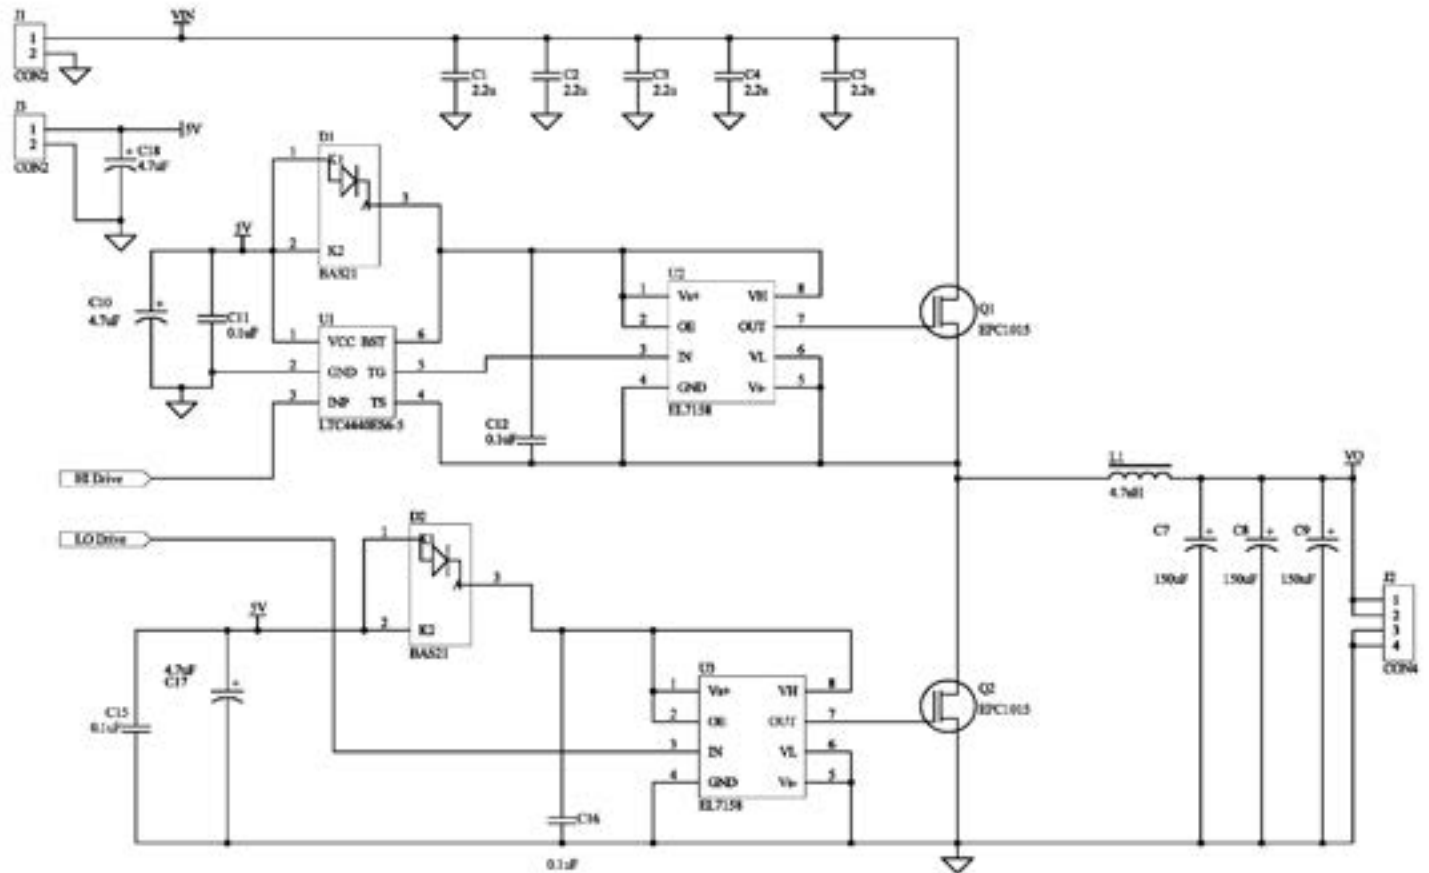 J1
1
2
CON2
VIN
C1
2.2u
C2
2.2u
C3
2.2u
C4
2.2u
C5
2.2u
J3
1
2
CON2
5V
+ C18
4.7uF
D1
1
3
A
5V
2
K2
BAS21
C10
4.7uF
+
C11
0.1uF
U1
1
VCC
BST
6
2
GND
TG
5
3
INP
TS
4
C12
0.1uF
U2
1
Vs+
VH
8
2
OE
OUT
7
3
IN
VL
6
4
GND
Vs-
5
EL7158
Q1
EPC1015
HI Drive
LO Drive
D2
1
3
A
5V
2
K2
BAS21
4.7uF
C17
+
C15
0.1uF
C16
0.1uF
U3
1
Vs+
VH
8
2
OE
OUT
7
3
IN
VL
6
4
GND
Vs-
5
EL7158
Q2
EPC1015
L1
VO
C7
+
150uF
C8
+
150uF
C9
+
150uF
J2
1
2
3
4
CON4